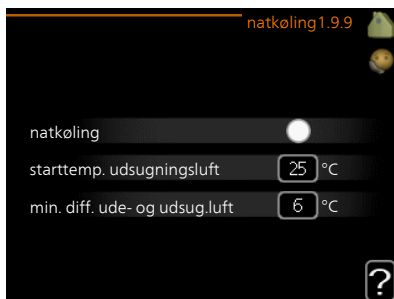 natkøling1.9.9
natkøling
starttemp. udsugningsluft 25 °C
min. diff. ude- og udsug.luft 6 °C
?